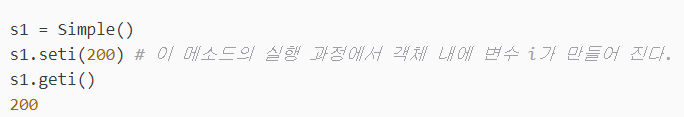 s1 = Simple()
s1.seti(200) # 이 메소드의 실행 과정에서 객체 내에 변수 i가 만들어 진다.
s1.geti()
200